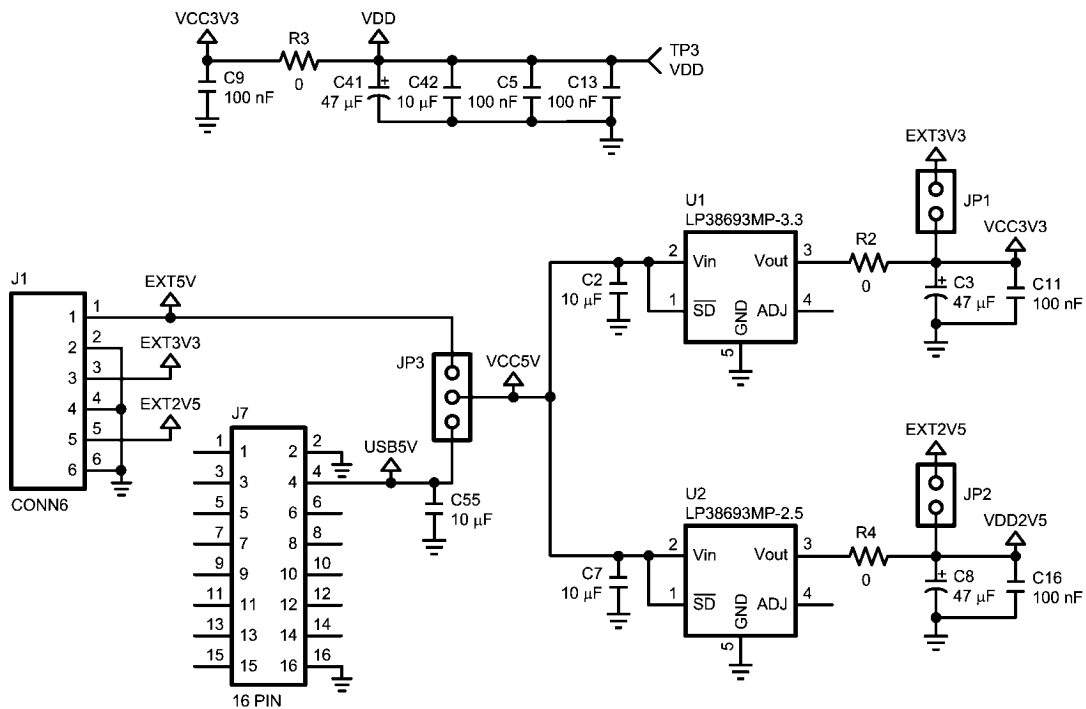 VCC3V3
R3
0
C9
100 nF
VDD
C41
47 µF
+
C42
10 µF
C5
100 nF
C13
100 nF
TP3
VDD
J1
1
2
3
4
5
6
1
2
3
4
5
6
CONN6
EXT5V
EXT3V3
EXT2V5
J7
1
3
5
7
9
11
13
15
1
3
5
7
9
11
13
15
2
4
6
8
10
12
14
16
2
4
6
8
10
12
14
16
16 PIN
USB5V
C55
10 µF
JP3
VCC5V
C2
10 µF
U1
LP38693MP-3.3
2
Vin
1
SD
GND
5
Vout
3
ADJ
4
R2
0
EXT3V3
JP1
VCC3V3
+
C3
47 µF
C11
100 nF
C7
10 µF
U2
LP38693MP-2.5
2
Vin
1
SD
GND
5
Vout
3
ADJ
4
R4
0
EXT2V5
JP2
VDD2V5
+
C8
47 µF
C16
100 nF